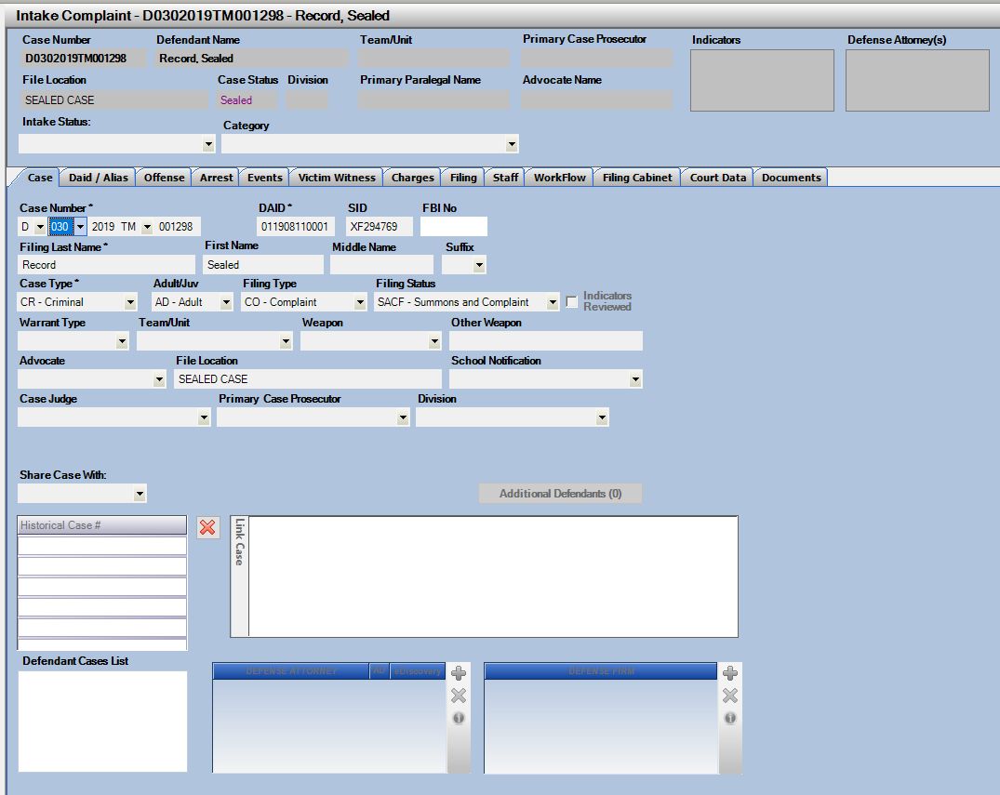 Intake Complaint - D0302019TM001298 - Record, Sealed
Case Number Defendant Name Team/Unit Primary Case Prosecutor Indicators Defense Attorney(s)
D0302019TM001298 Record, Sealed
File Location Case Status Division Primary Paralegal Name Advocate Name
SEALED CASE Sealed
Intake Status: Category
Case Daid / Alias Offense Arrest Events Victim Witness Charges Filing Staff WorkFlow Filing Cabinet Court Data Documents
Case Number * DAID * SID FBI No
D 030 2019 TM 001298 011908110001 XF294769
Filing Last Name * First Name Middle Name Suffix
Record Sealed
Case Type * Adult/Juv Filing Type Filing Status
CR - Criminal AD - Adult CO - Complaint SACF - Summons and Complaint Indicators Reviewed
Warrant Type Team/Unit Weapon Other Weapon
Advocate File Location School Notification
SEALED CASE
Case Judge Primary Case Prosecutor Division
Share Case With:
Additional Defendants (0)
Historical Case #
Link Case
Defendant Cases List
DEFENSE ATTORNEY AD eDiscovery DEFENSE FIRM